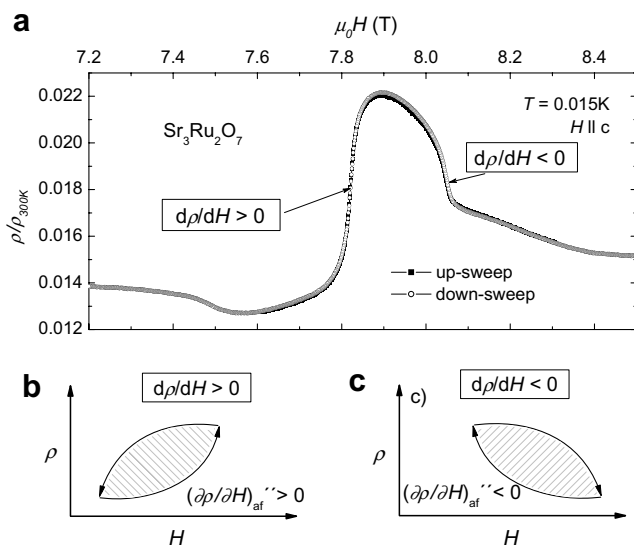 a
μ₀H (T)
7.2 7.4 7.6 7.8 8.0 8.2 8.4
ρ/ρ300K
0.022
0.020
0.018
0.016
0.014
0.012
Sr₃Ru₂O₇
T = 0.015K
H ll c
dρ/dH < 0
dρ/dH > 0
up-sweep
down-sweep
b
dρ/dH > 0
ρ
(∂ρ/∂H)af´´ > 0
H
c
c)
dρ/dH < 0
ρ
(∂ρ/∂H)af´´ < 0
H